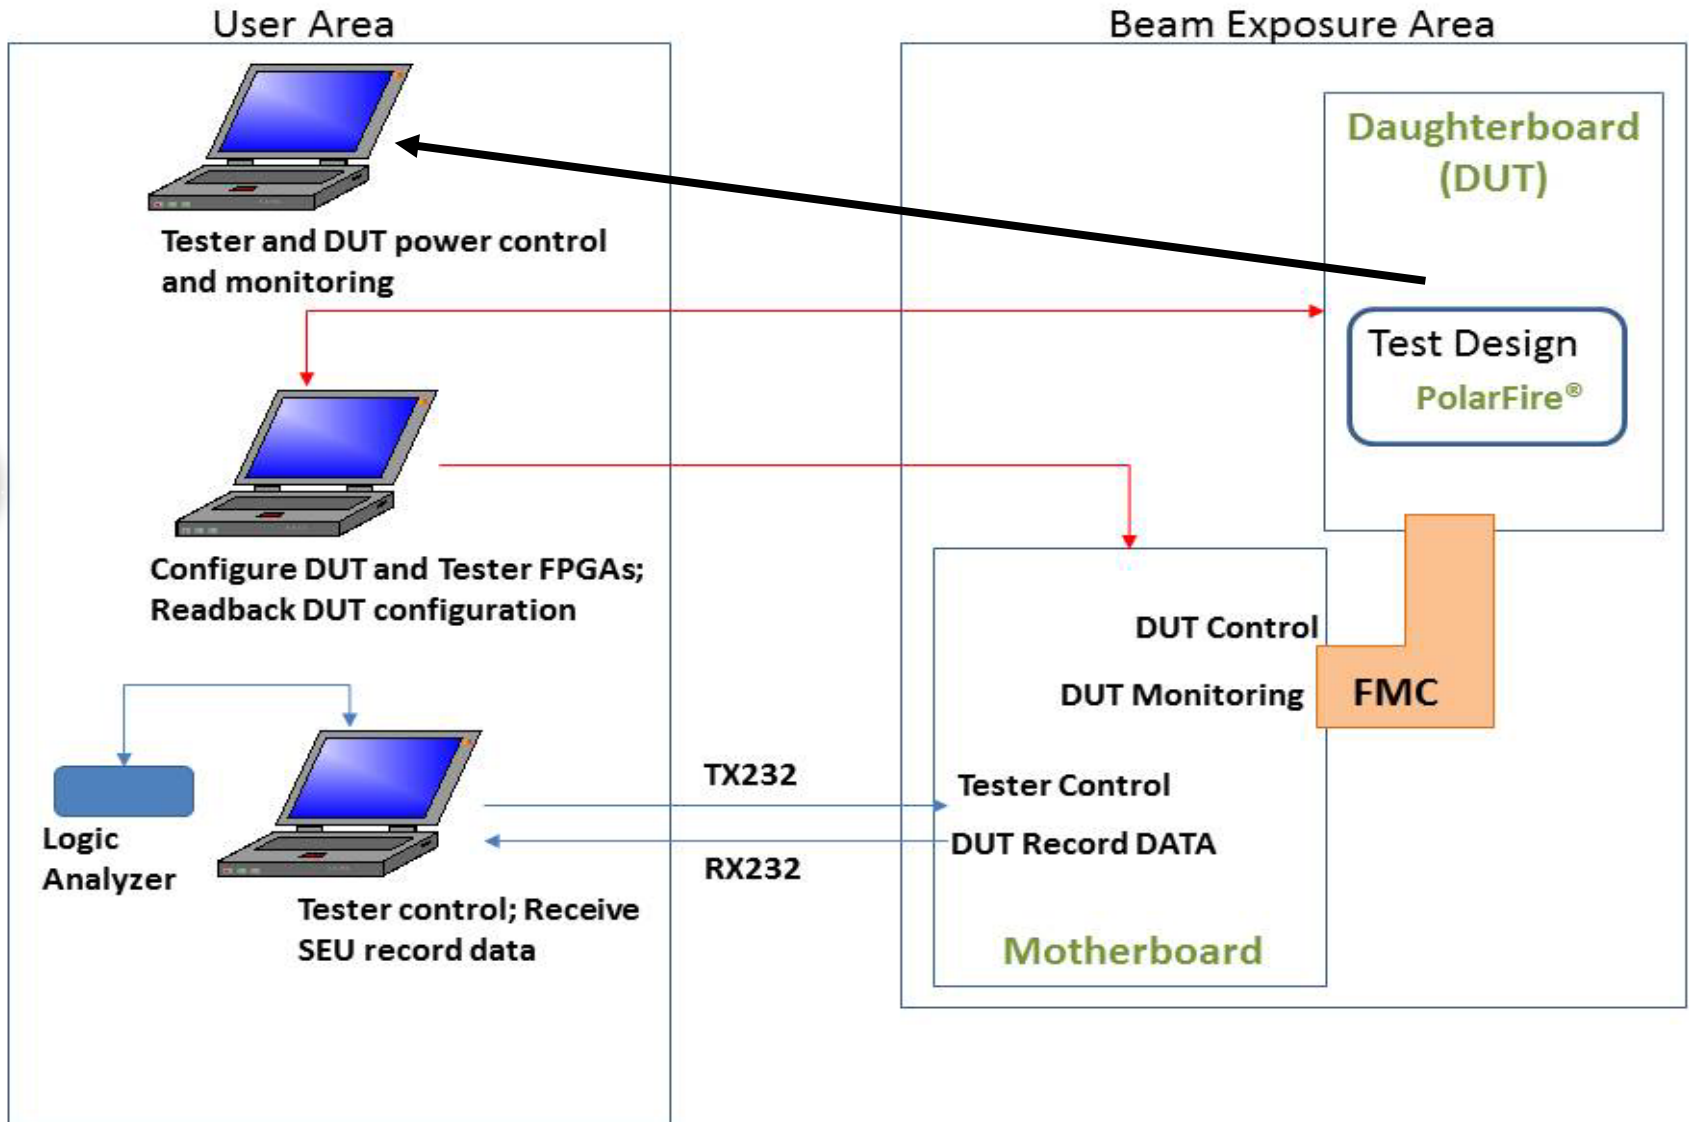 User Area
Beam Exposure Area
Daughterboard
(DUT)
Tester and DUT power control
and monitoring
Test Design
PolarFire®
Configure DUT and Tester FPGAs;
Readback DUT configuration
DUT Control
DUT Monitoring
FMC
TX232
Tester Control
Logic
Analyzer
DUT Record DATA
RX232
Tester control; Receive
SEU record data
Motherboard